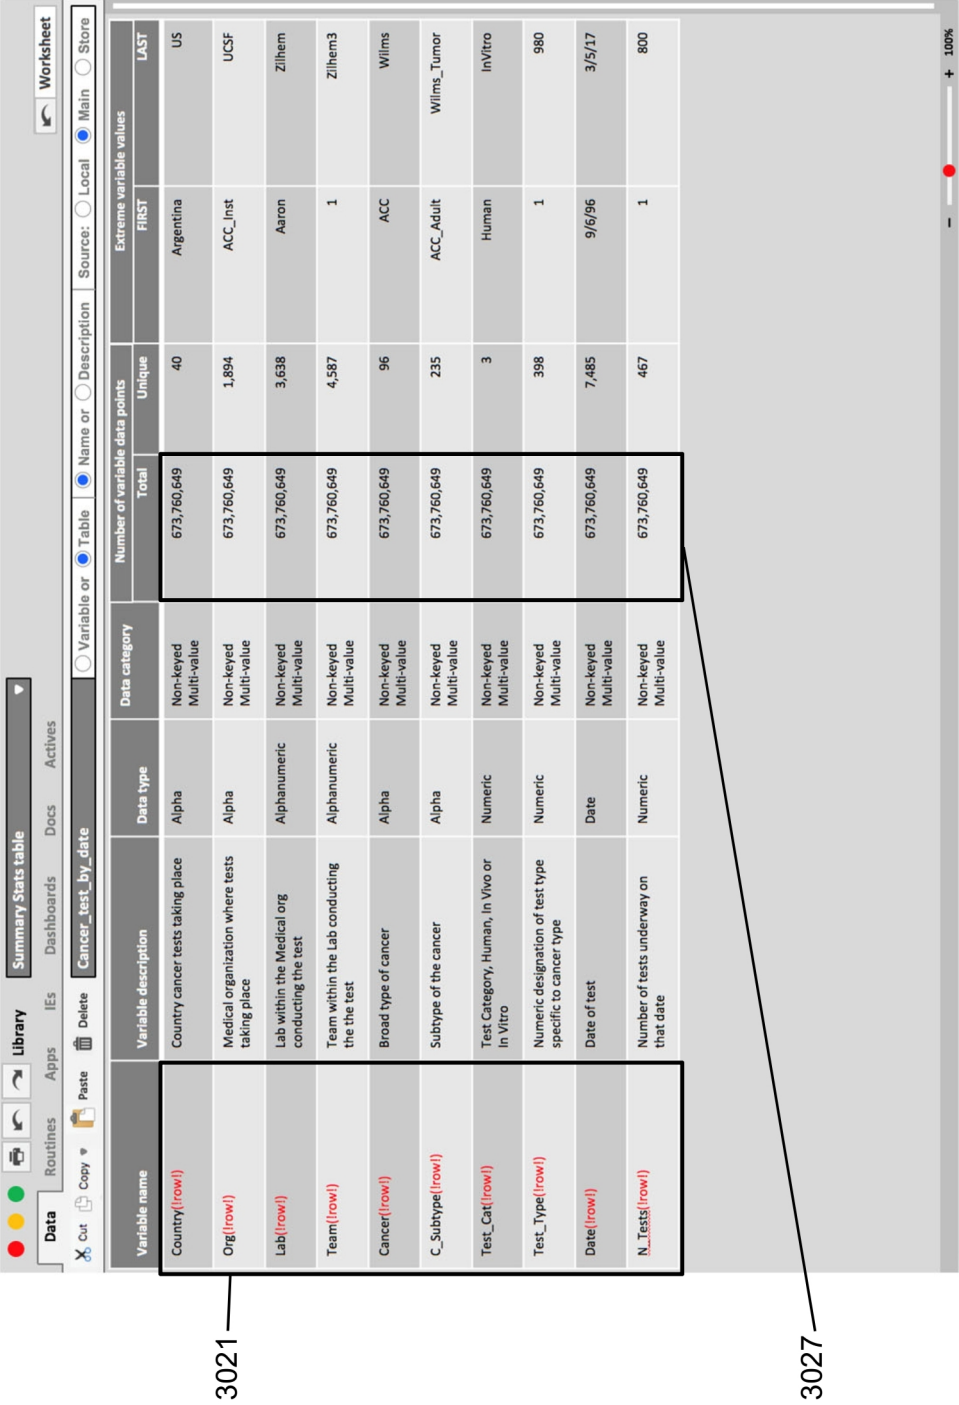 Library Summary Stats table Worksheet
Data Routines Apps IEs Dashboards Docs Actives
Cut Copy Paste Delete Cancer_test_by_date Variable or Table Name or Description Source: Local Main Store
Variable name Variable description Data type Data category Number of variable data points Extreme variable values
Total Unique FIRST LAST
Country(!row!) Country cancer tests taking place Alpha Non-keyed Multi-value 673,760,649 40 Argentina US
Org(!row!) Medical organization where tests taking place Alpha Non-keyed Multi-value 673,760,649 1,894 ACC_Inst UCSF
Lab(!row!) Lab within the Medical org conducting the test Alphanumeric Non-keyed Multi-value 673,760,649 3,638 Aaron Zilhem
Team(!row!) Team within the Lab conducting the the test Alphanumeric Non-keyed Multi-value 673,760,649 4,587 1 Zilhem3
Cancer(!row!) Broad type of cancer Alpha Non-keyed Multi-value 673,760,649 96 ACC Wilms
C_Subtype(!row!) Subtype of the cancer Alpha Non-keyed Multi-value 673,760,649 235 ACC_Adult Wilms_Tumor
Test_Cat(!row!) Test Category, Human, In Vivo or In Vitro Numeric Non-keyed Multi-value 673,760,649 3 Human InVitro
Test_Type(!row!) Numeric designation of test type specific to cancer type Numeric Non-keyed Multi-value 673,760,649 398 1 980
Date(!row!) Date of test Date Non-keyed Multi-value 673,760,649 7,485 9/6/96 3/5/17
N_Tests(!row!) Number of tests underway on that date Numeric Non-keyed Multi-value 673,760,649 467 1 800
− + 100%
3021
3027